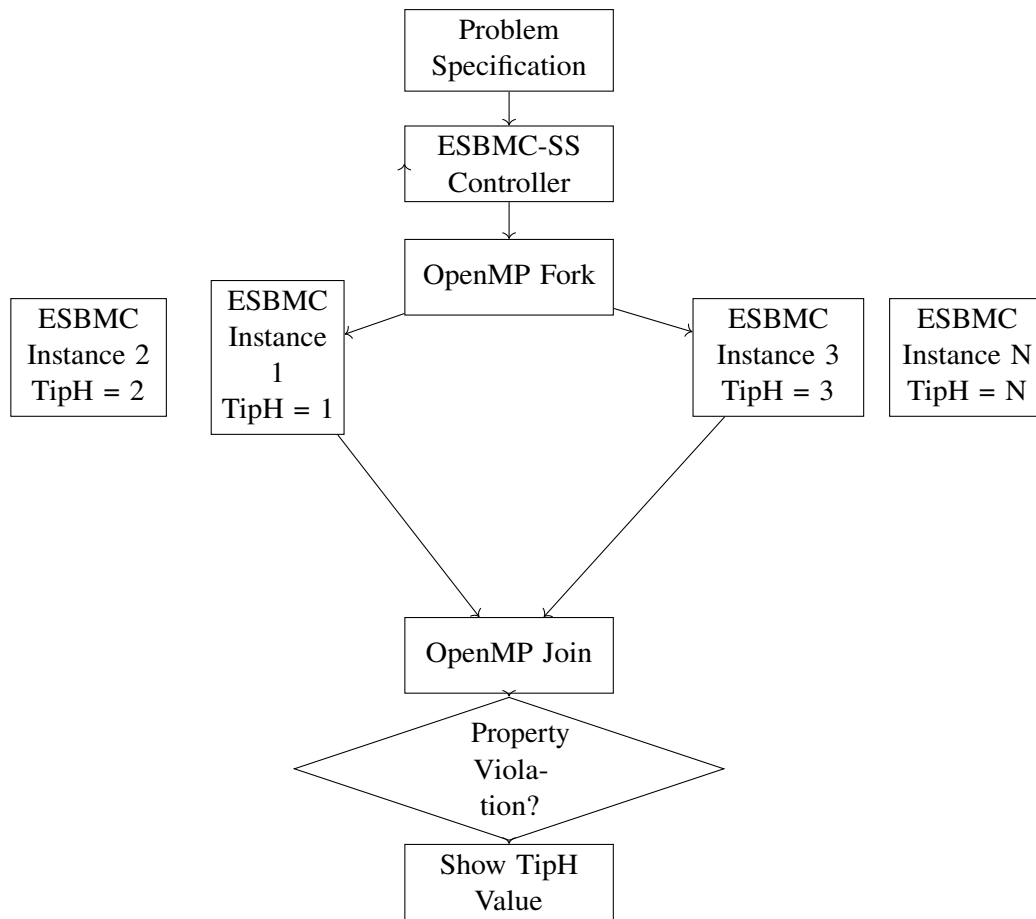 Problem
Specification
ESBMC-SS
Controller
OpenMP Fork
ESBMC
Instance 2
TipH = 2
ESBMC
Instance
1
TipH = 1
ESBMC
Instance 3
TipH = 3
ESBMC
Instance N
TipH = N
OpenMP Join
Property
Viola-
tion?
Show TipH
Value